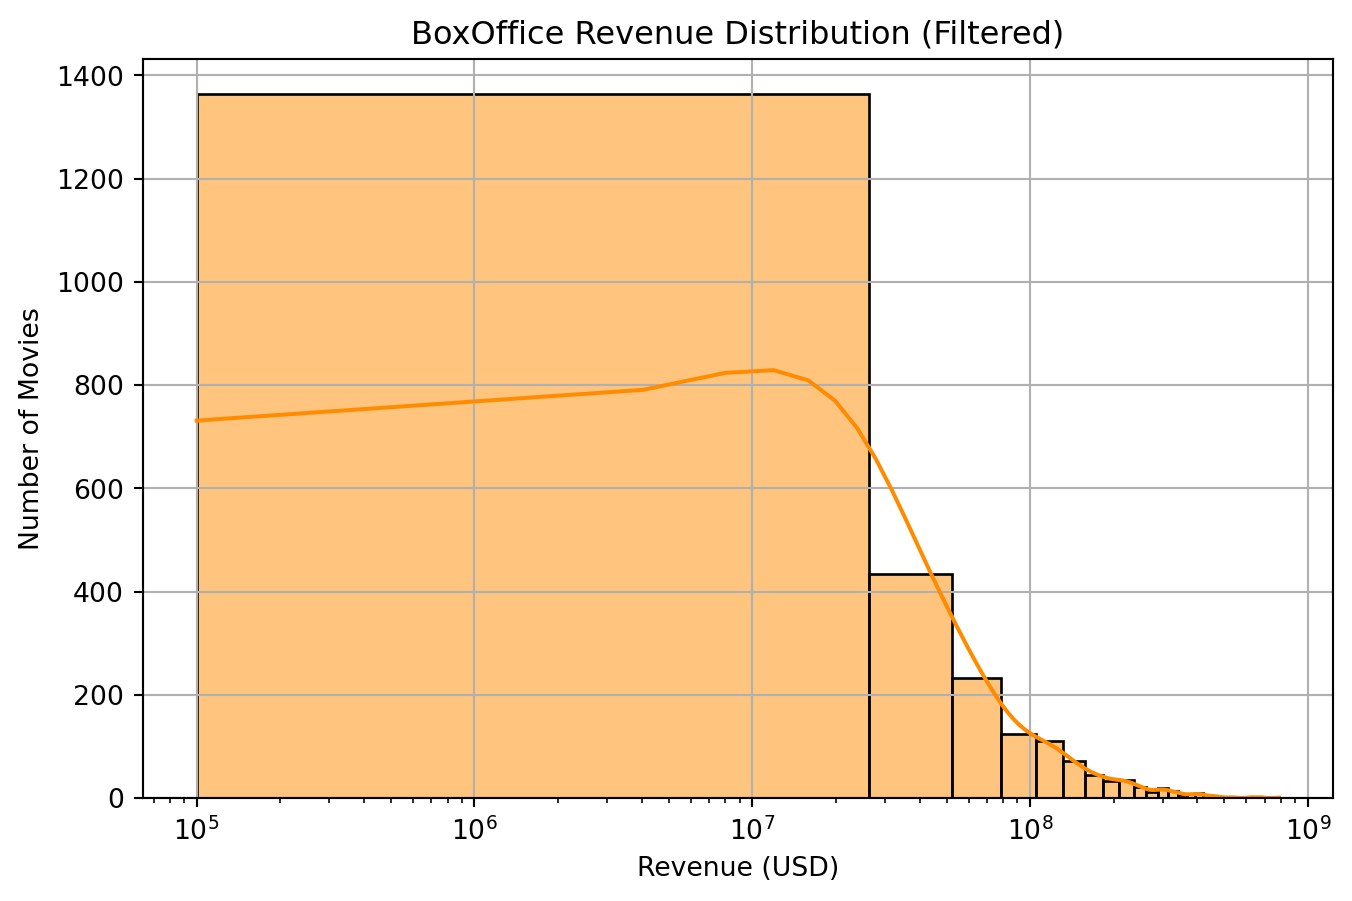 BoxOffice Revenue Distribution (Filtered)
Number of Movies
1400
1200
1000
800
600
400
200
0
10⁵ 10⁶ 10⁷ 10⁸ 10⁹
Revenue (USD)